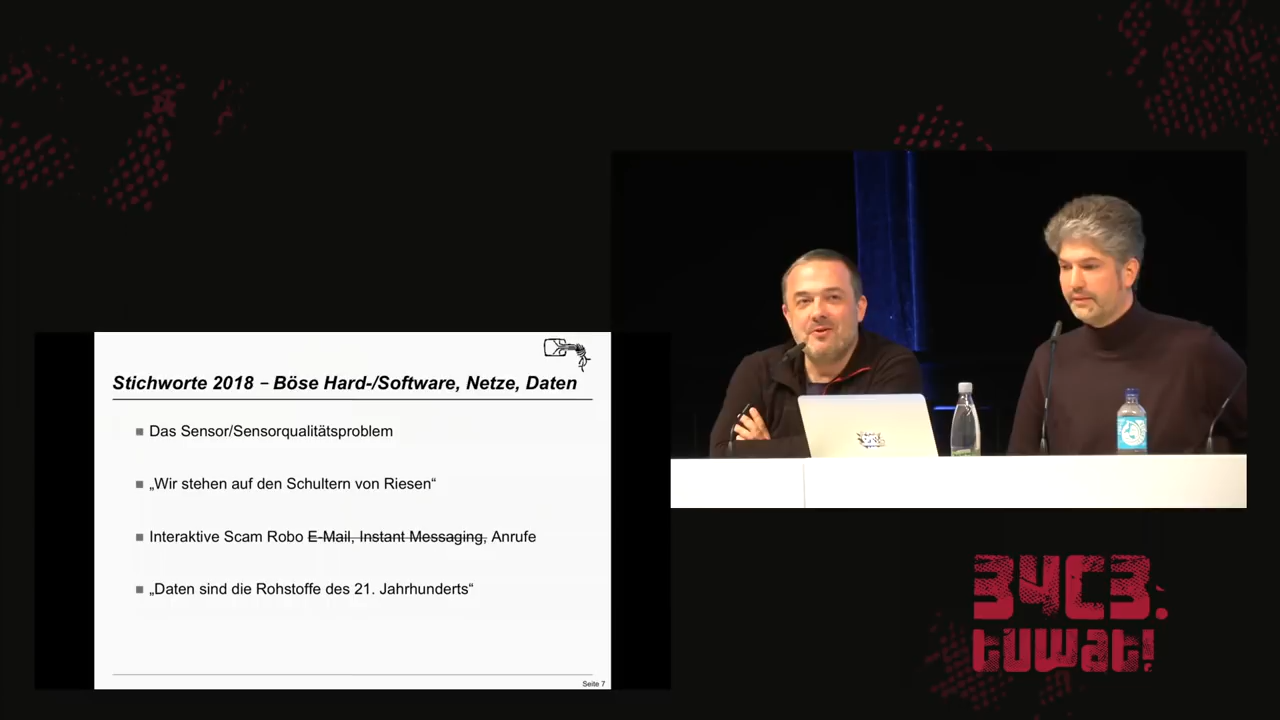 Stichworte 2018 – Böse Hard-/Software, Netze, Daten
Das Sensor/Sensorqualitätsproblem
„Wir stehen auf den Schultern von Riesen“
Interaktive Scam Robo E-Mail, Instant Messaging, Anrufe
„Daten sind die Rohstoffe des 21. Jahrhunderts“
Seite 7
34C3.
tuwat!